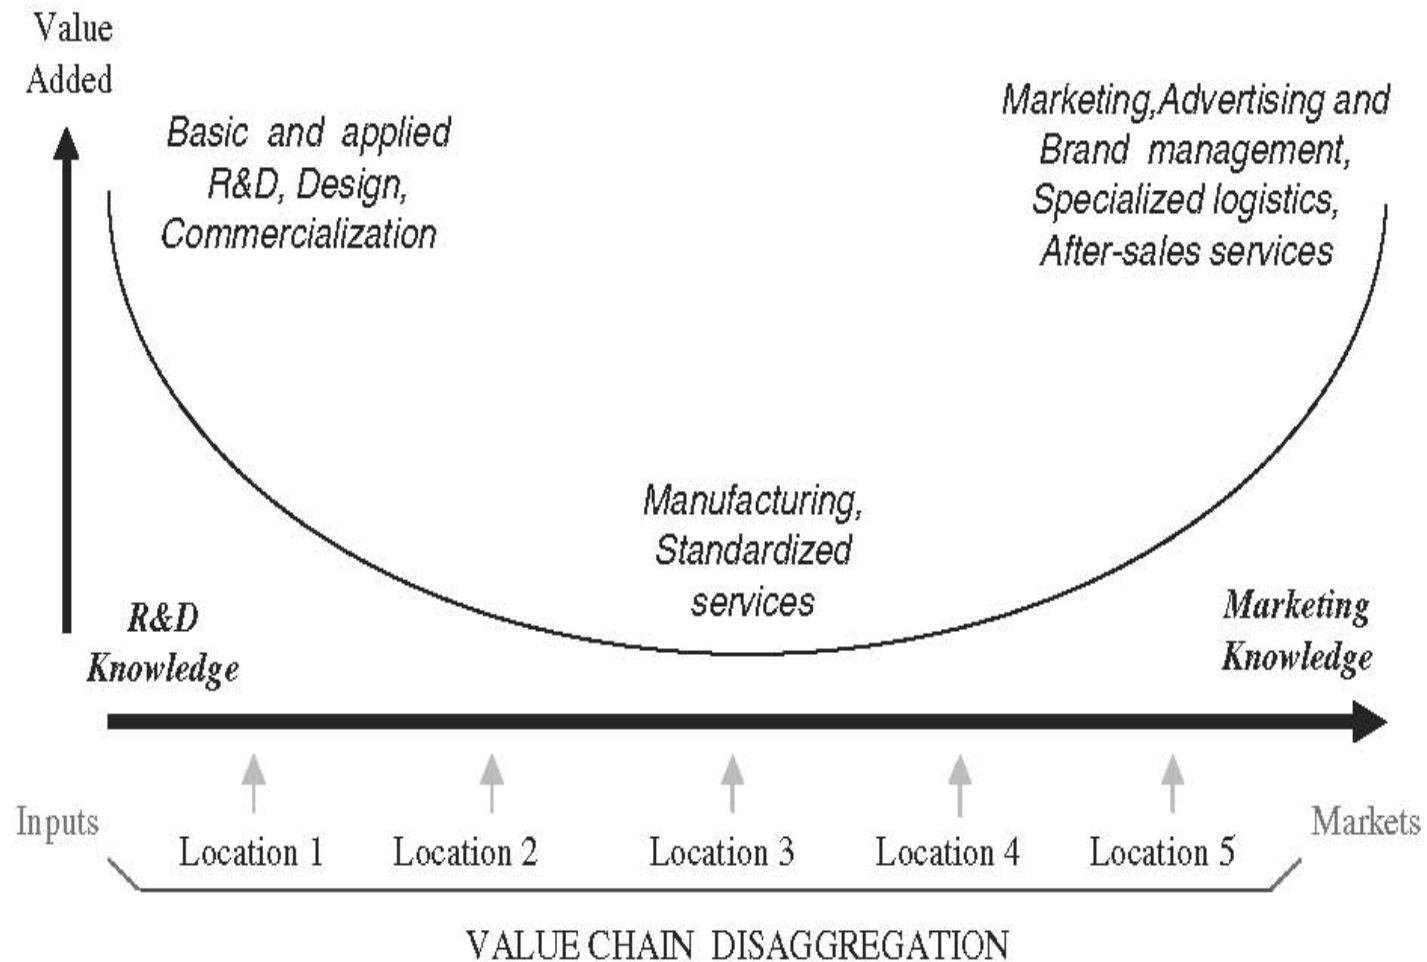 Value
Added
Basic and applied
R&D, Design,
Commercialization
Marketing,Advertising and
Brand management,
Specialized logistics,
After-sales services
Manufacturing,
Standardized
services
R&D
Knowledge
Marketing
Knowledge
Inputs
Markets
Location 1
Location 2
Location 3
Location 4
Location 5
VALUE CHAIN DISAGGREGATION